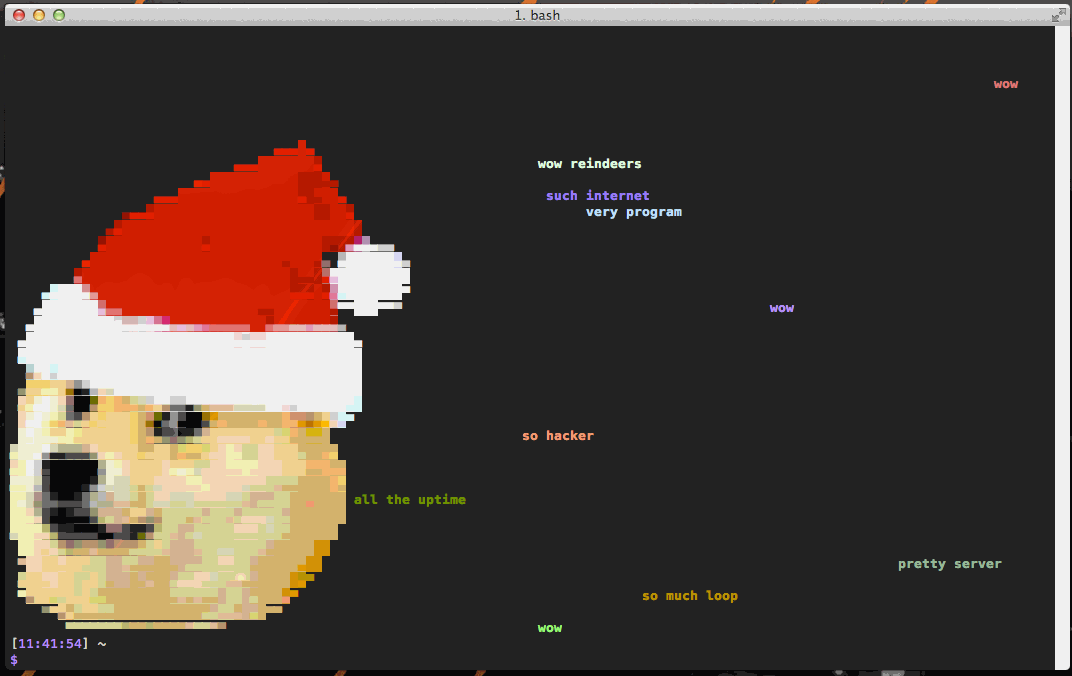 1. bash
wow
wow reindeers
such internet
very program
wow
so hacker
all the uptime
pretty server
so much loop
wow
[11:41:54] ~
$